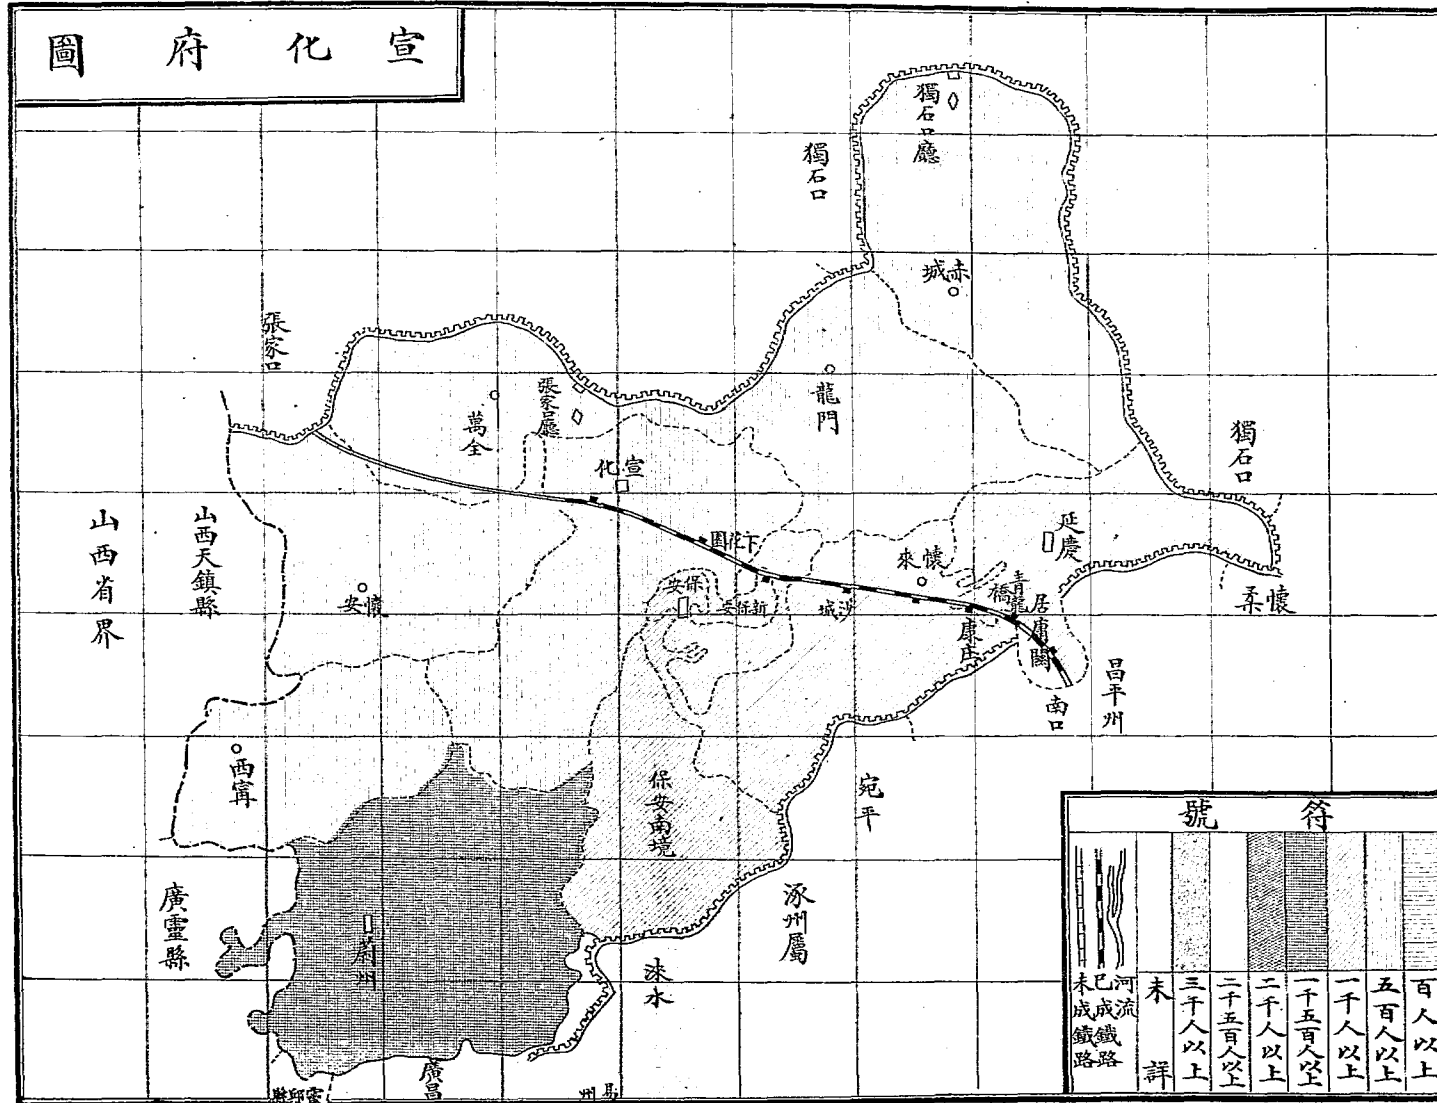 宣化府圖
獨石口廳
獨石口
赤城
張家口
張家口廳
龍門
萬全
獨石口
宣化
延慶
山西天鎮縣
山西省界
下花園
懷來
懷安
保安
新保安
沙城
青龍橋
居庸關
康庄
懷柔
昌平州
南口
西甯
保安南境
宛平
廣靈縣
蔚州
涿州屬
淶水
廣昌
靈邱縣
易州
符號
百人以上
五百人以上
一千人以上
一千五百人以上
二千人以上
二千五百人以上
三千人以上
未詳
河流
已成鐵路
未成鐵路